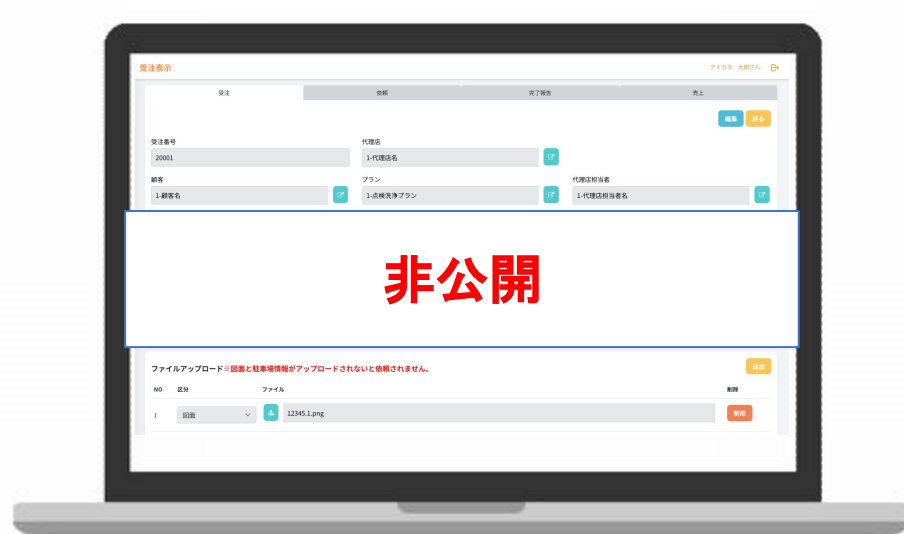 受注表示
アイカタ 太郎さん
受注 依頼 完了報告 売上
編集 戻る
受注番号 代理店
20001 1-代理店名
顧客 プラン 代理店担当者
1-顧客名 1-点検洗浄プラン 1-代理店担当者名
非公開
ファイルアップロード※図面と駐車場情報がアップロードされないと依頼されません。
追加
NO 区分 ファイル 削除
1 図面 12345.1.png 削除